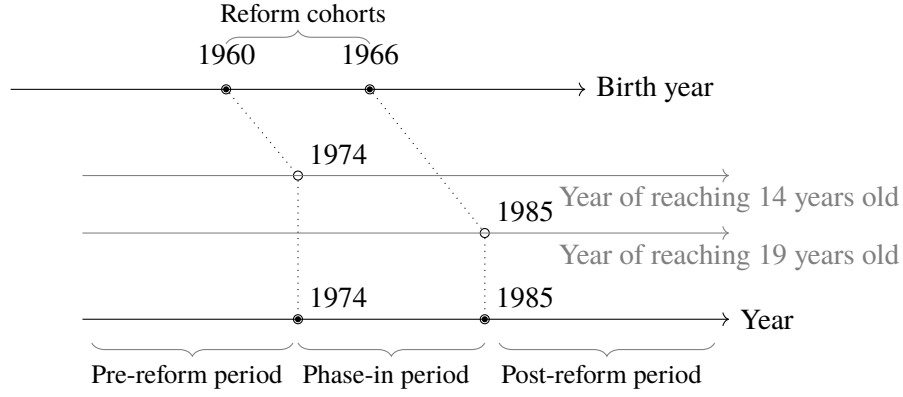 Reform cohorts
1960 1966
Birth year
1974
Year of reaching 14 years old
1985
Year of reaching 19 years old
1974 1985
Year
Pre-reform period Phase-in period Post-reform period